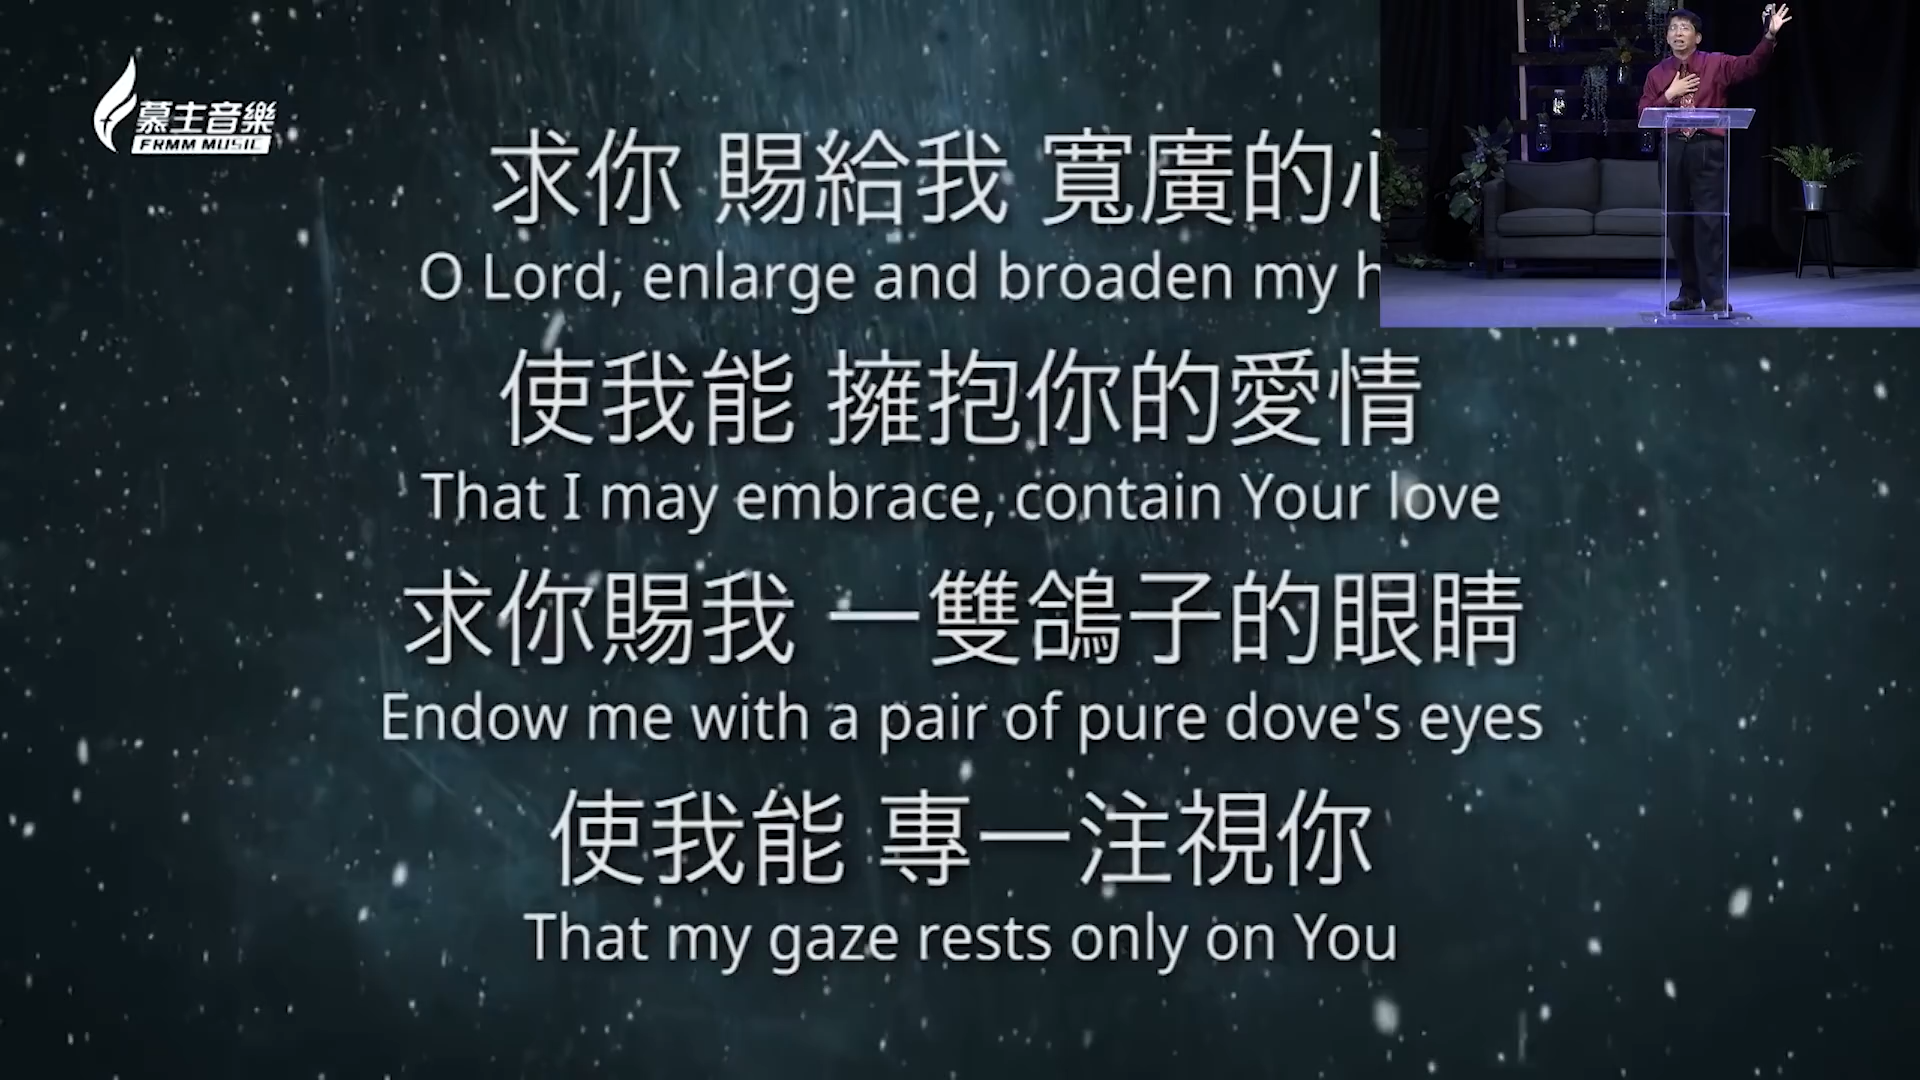 慕主音樂
FRMM MUSIC
求你 賜給我 寬廣的
O Lord, enlarge and broaden my
使我能 擁抱你的愛情
That I may embrace, contain Your love
求你賜我 一雙鴿子的眼睛
Endow me with a pair of pure dove's eyes
使我能 專一注視你
That my gaze rests only on You